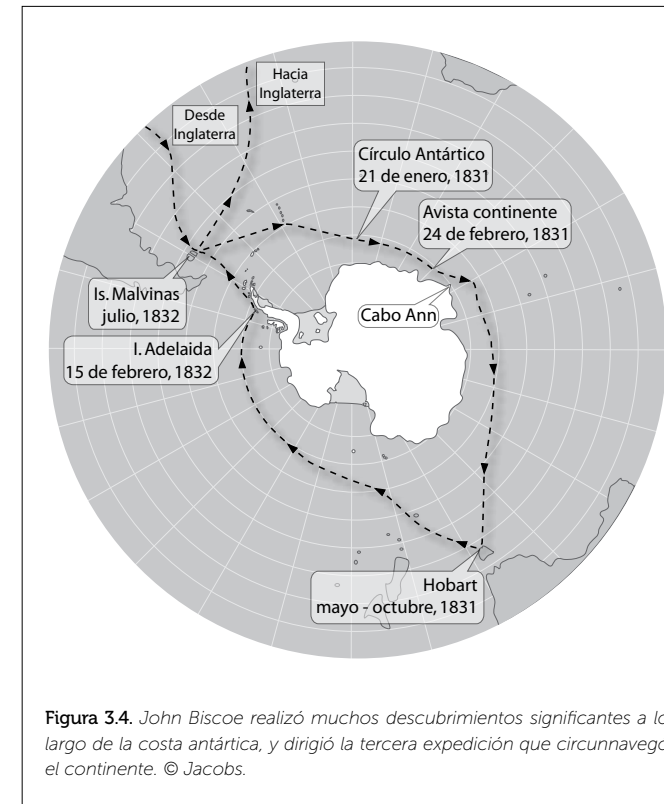 Hacia
Inglaterra
Desde
Inglaterra
Círculo Antártico
21 de enero, 1831
Avista continente
24 de febrero, 1831
Cabo Ann
Is. Malvinas
julio, 1832
I. Adelaida
15 de febrero, 1832
Hobart
mayo - octubre, 1831
Figura 3.4. John Biscoe realizó muchos descubrimientos significantes a lo
largo de la costa antártica, y dirigió la tercera expedición que circunnavegó
el continente. © Jacobs.